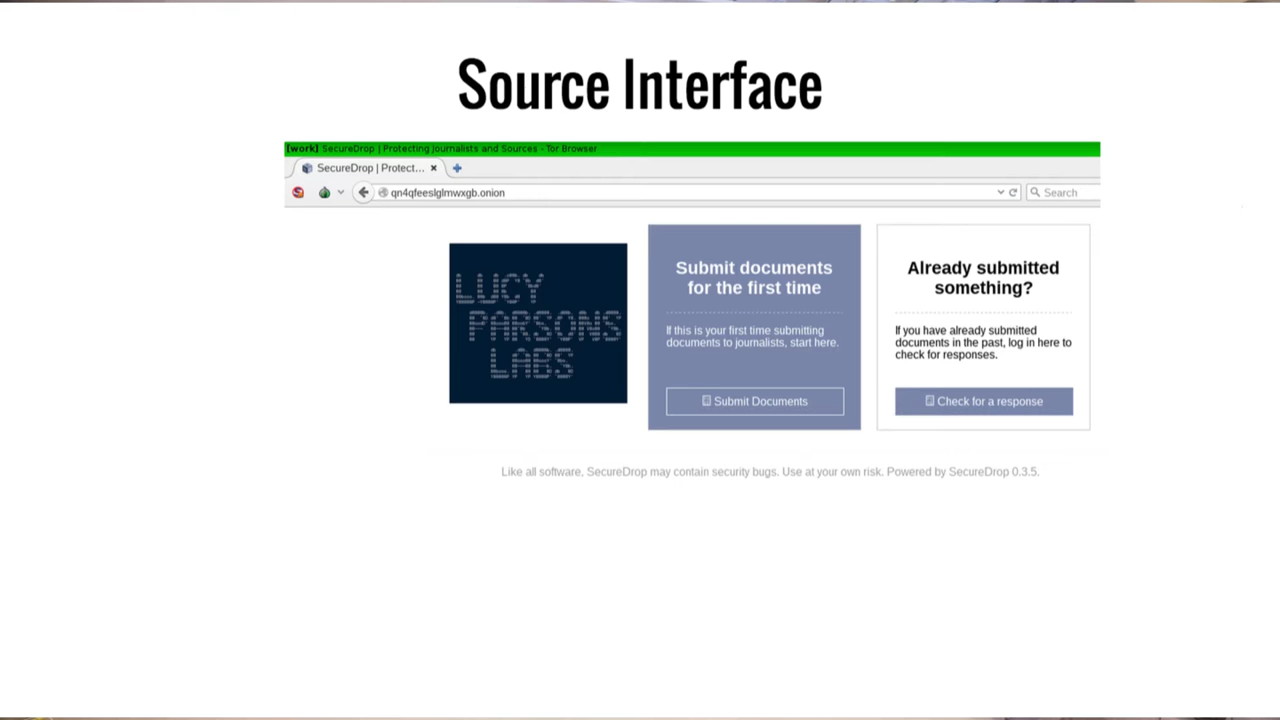 Source Interface
[work] SecureDrop | Protecting Journalists and Sources - Tor Browser
SecureDrop | Protect...
qn4qfeeslglmwxgb.onion
Search
LUCY
PARSONS
LABS
Submit documents
for the first time
If this is your first time submitting
documents to journalists, start here.
Submit Documents
Already submitted
something?
If you have already submitted
documents in the past, log in here to
check for responses.
Check for a response
Like all software, SecureDrop may contain security bugs. Use at your own risk. Powered by SecureDrop 0.3.5.